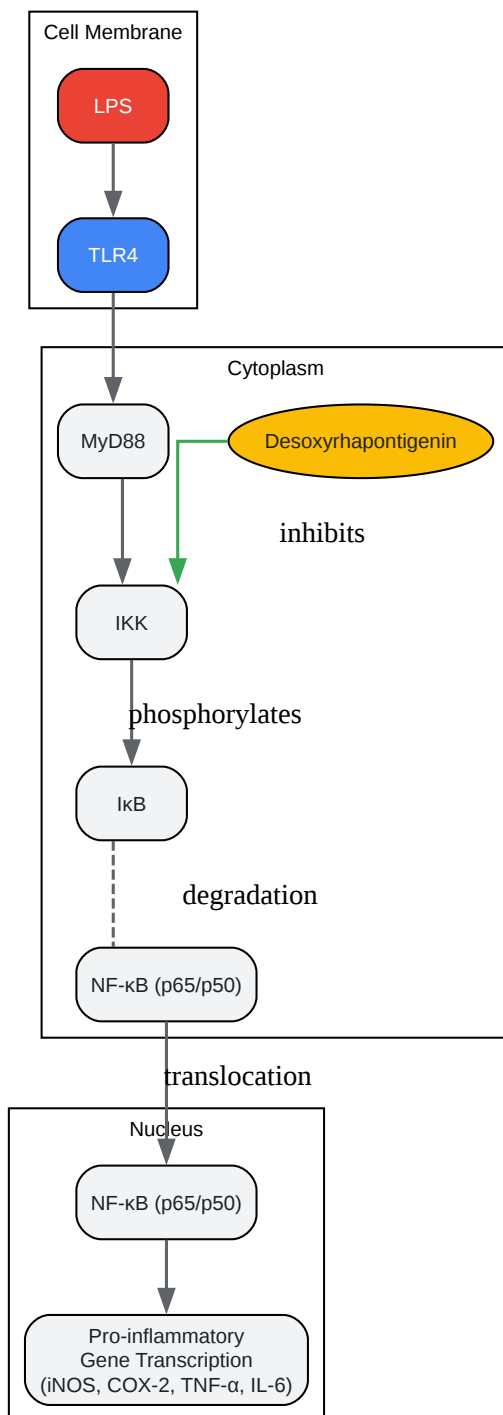 Cell Membrane
LPS
TLR4
Cytoplasm
MyD88
Desoxyrhapontigenin
inhibits
IKK
phosphorylates
IκB
degradation
NF-κB (p65/p50)
translocation
Nucleus
NF-κB (p65/p50)
Pro-inflammatory
Gene Transcription
(iNOS, COX-2, TNF-α, IL-6)